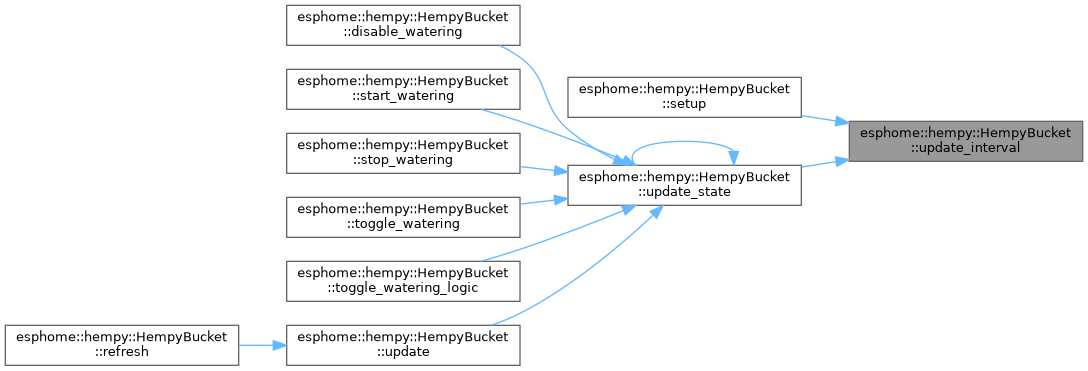 esphome::hempy::HempyBucket
::disable_watering
esphome::hempy::HempyBucket
::start_watering
esphome::hempy::HempyBucket
::setup
esphome::hempy::HempyBucket
::update_interval
esphome::hempy::HempyBucket
::stop_watering
esphome::hempy::HempyBucket
::update_state
esphome::hempy::HempyBucket
::toggle_watering
esphome::hempy::HempyBucket
::toggle_watering_logic
esphome::hempy::HempyBucket
::refresh
esphome::hempy::HempyBucket
::update